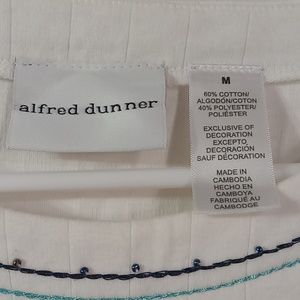 alfred dunner
M
60% COTTON/
ALGODÓN/COTON
40% POLYESTER/
POLIÉSTER
EXCLUSIVE OF
DECORATION
EXCEPTO
DECORACIÓN
SAUF DÉCORATION
MADE IN
CAMBODIA
HECHO EN
CAMBOYA
FABRIQUÉ AU
CAMBODGE